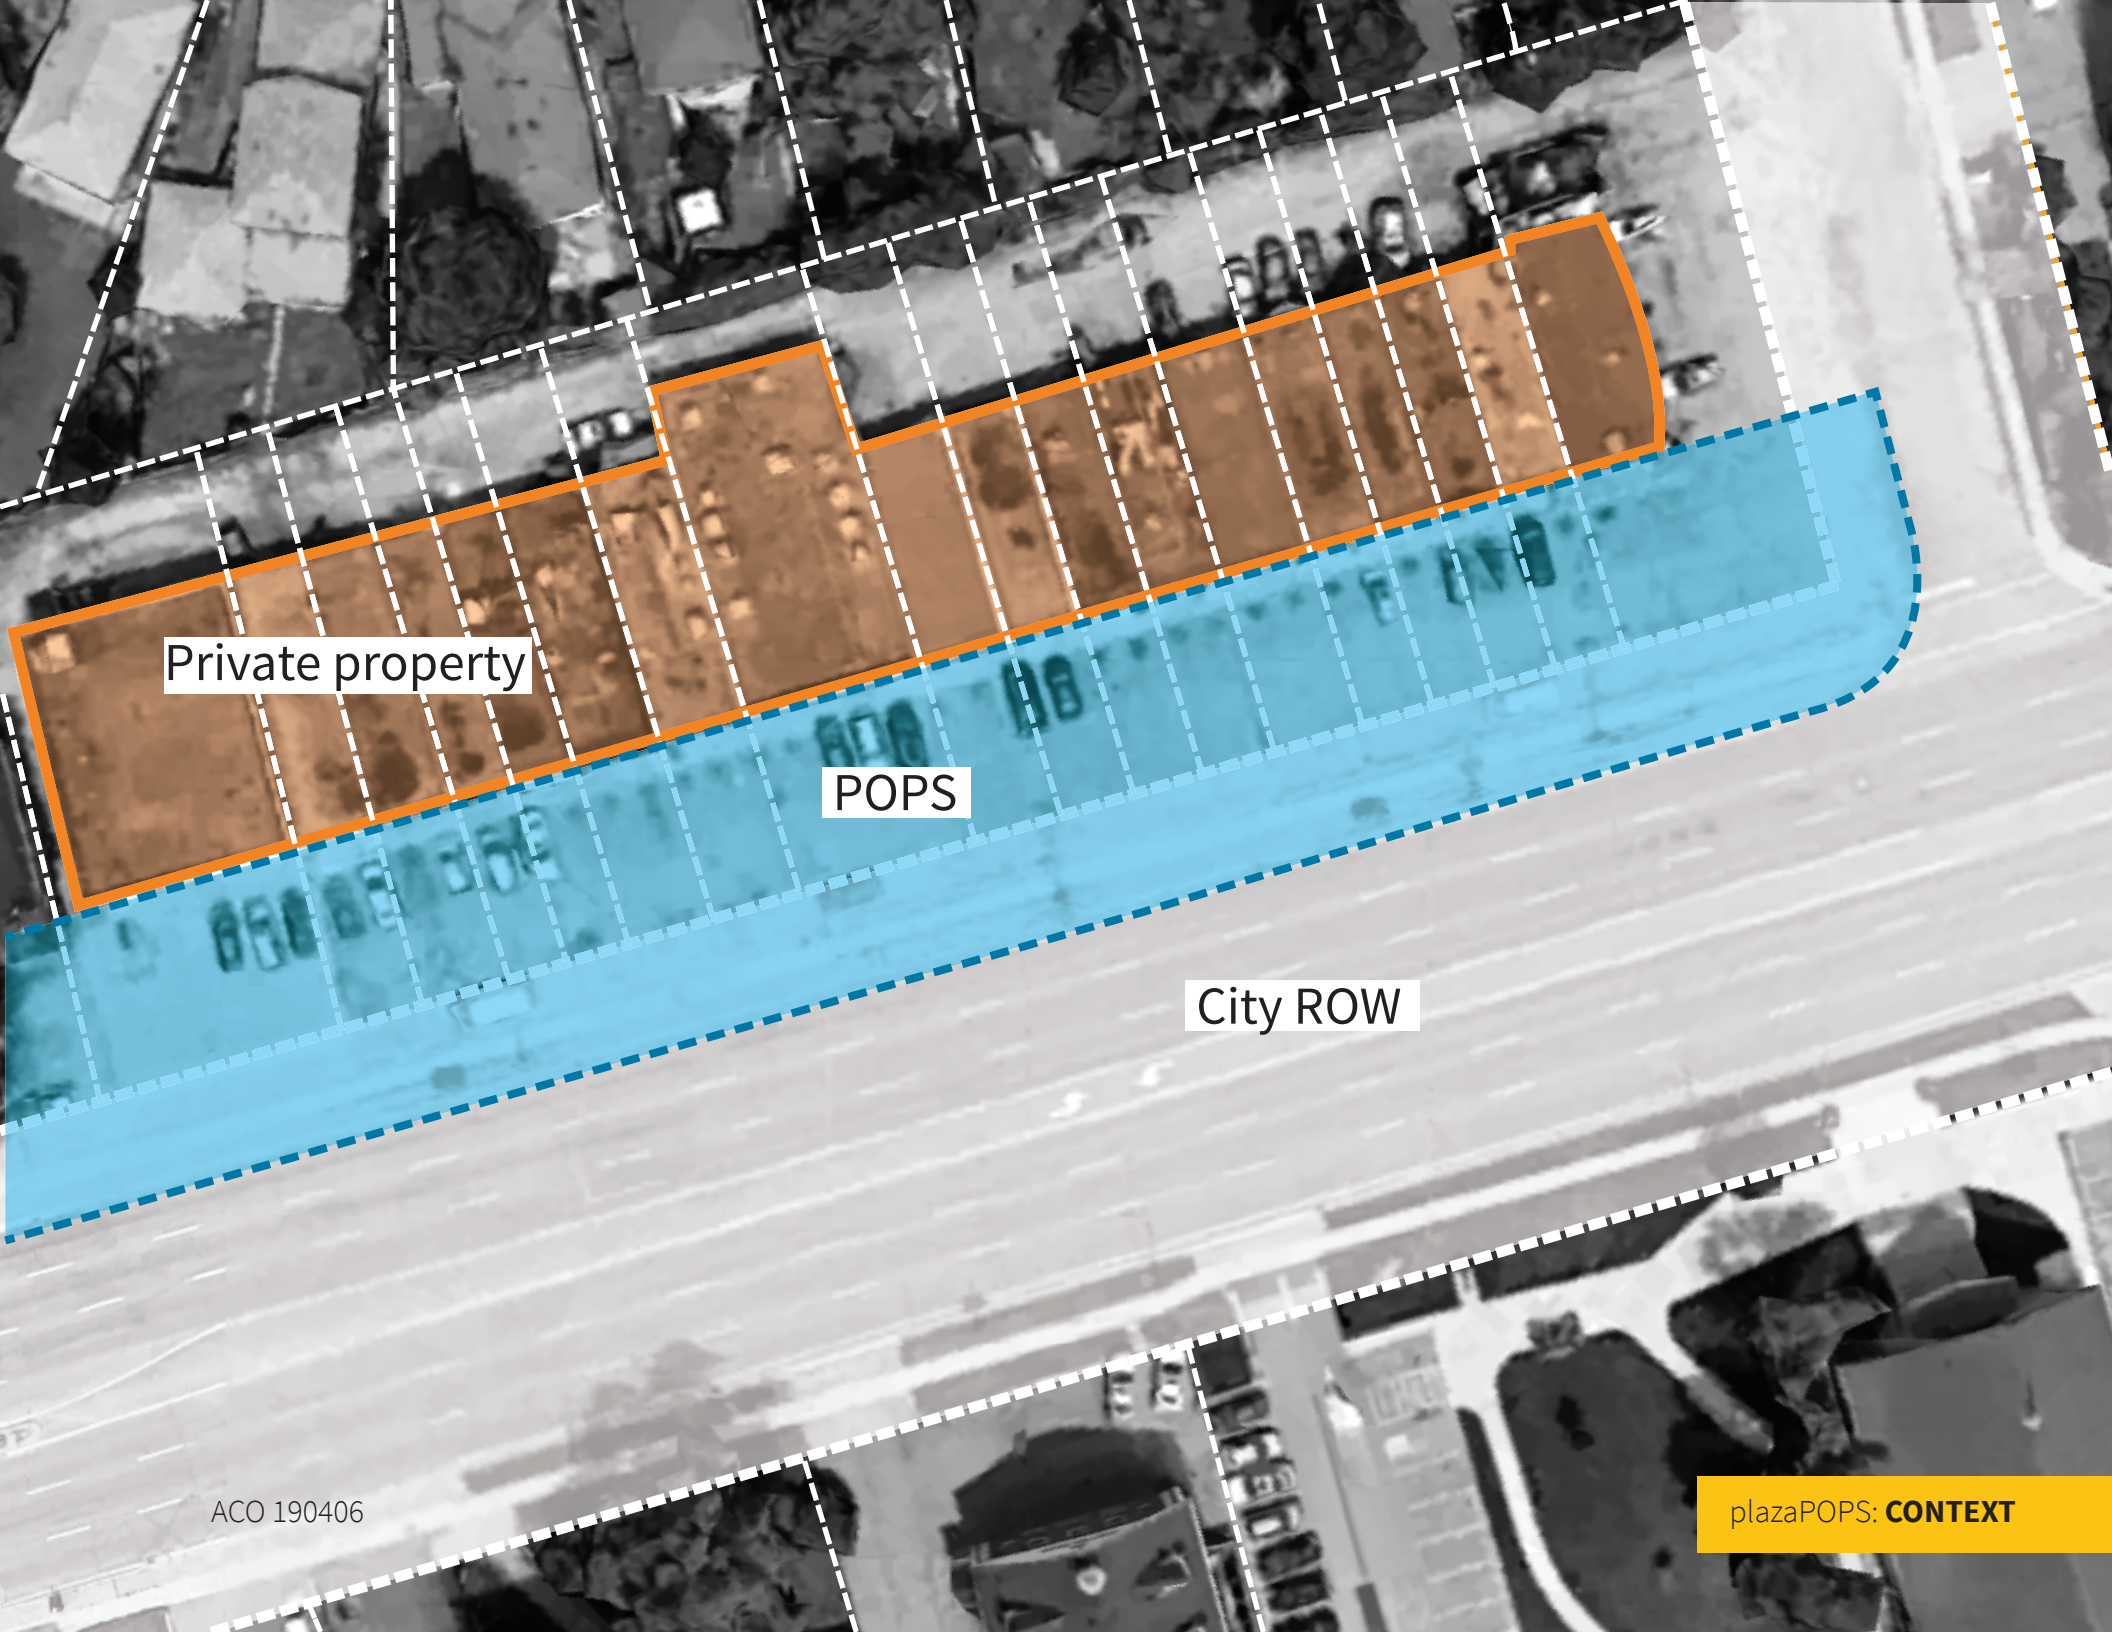 Private property
POPS
City ROW
ACO 190406
plazaPOPS: CONTEXT